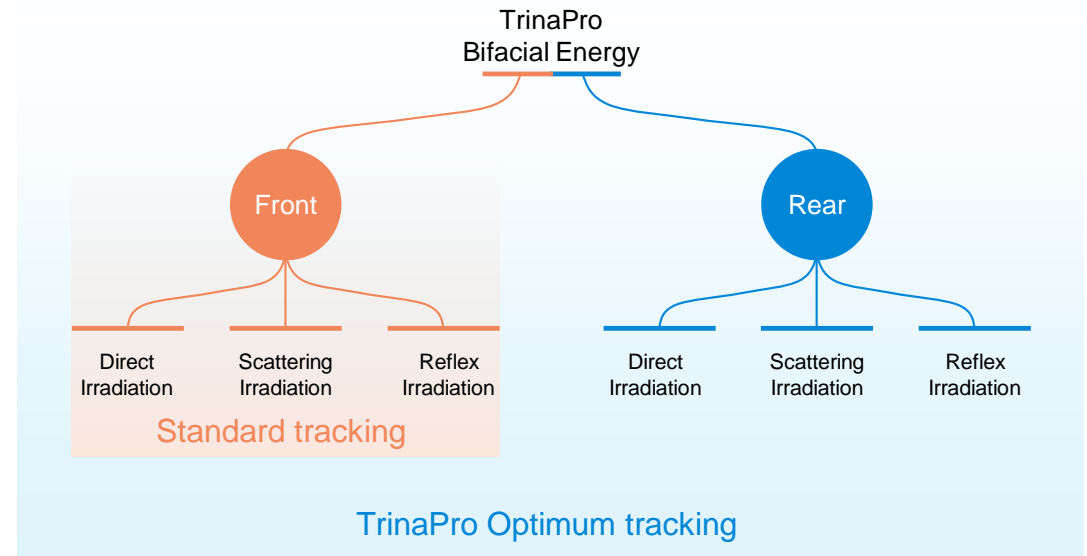 TrinaPro
Bifacial Energy
Front
Rear
Direct
Irradiation
Scattering
Irradiation
Reflex
Irradiation
Direct
Irradiation
Scattering
Irradiation
Reflex
Irradiation
Standard tracking
TrinaPro Optimum tracking